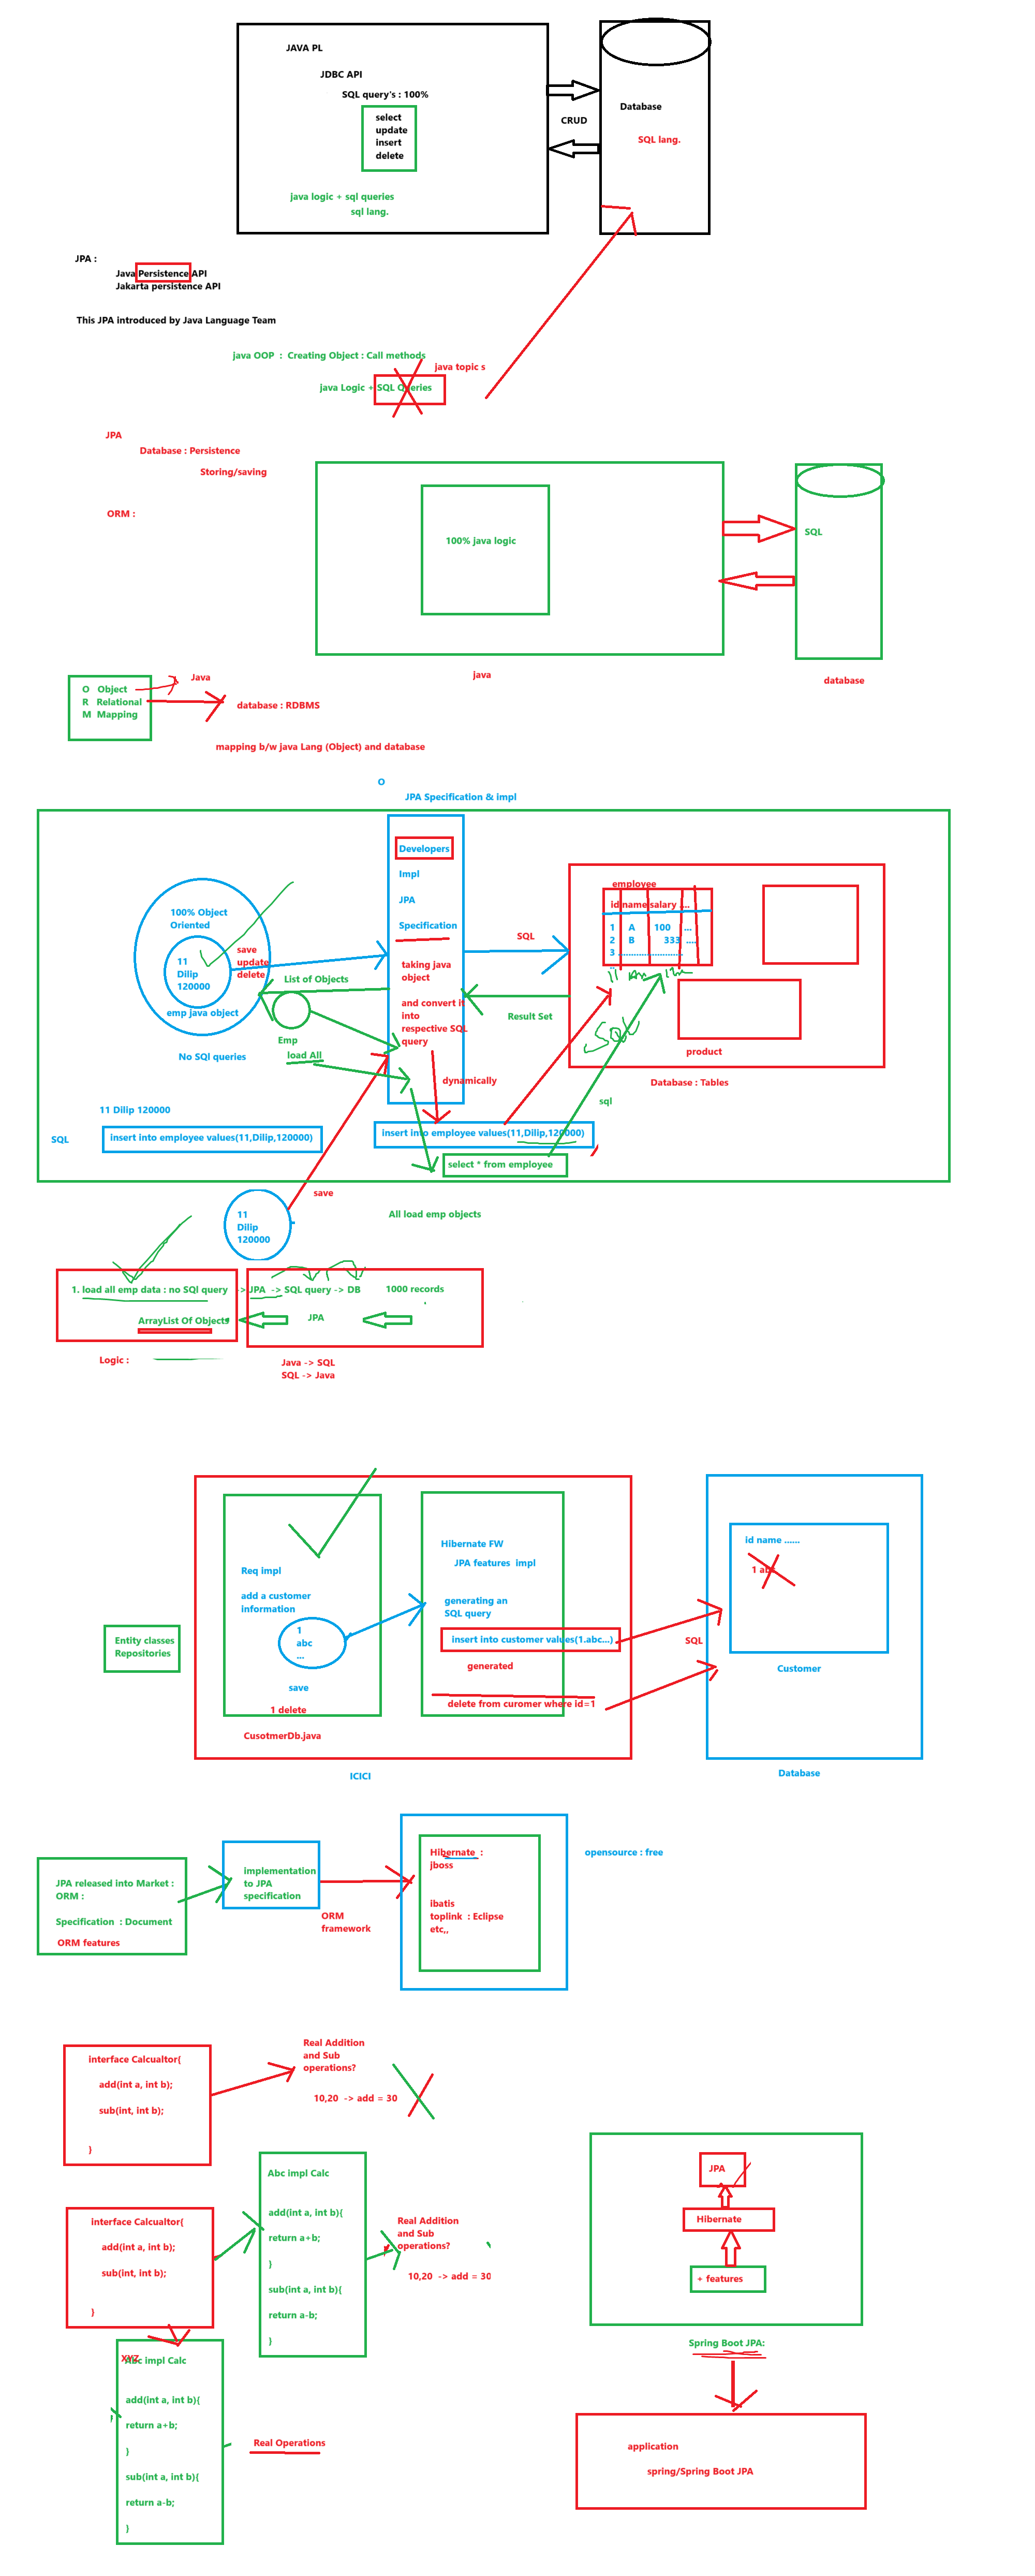 JAVA PL
JDBC API
SQL query's : 100%
select
update
insert
delete
java logic + sql queries
sql lang.
CRUD
Database
SQL lang.
JPA :
Java Persistence API
Jakarta persistence API
This JPA introduced by Java Language Team
java OOP : Creating Object : Call methods
java topic s
java Logic + SQL Queries
JPA
Database : Persistence
Storing/saving
ORM :
100% java logic
SQL
java
database
O Object
R Relational
M Mapping
Java
database : RDBMS
mapping b/w java Lang (Object) and database
O
JPA Specification & impl
Developers
Impl
JPA
Specification
taking java
object
and convert it
into
respective SQL
query
100% Object
Oriented
11
Dilip
120000
emp java object
save
update
delete
List of Objects
Emp
load All
No SQl queries
SQL
Result Set
employee
id name salary ...
1 A 100 ...
2 B 333 ....
3 ........................
..
SQL
product
Database : Tables
dynamically
sql
11 Dilip 120000
SQL
insert into employee values(11,Dilip,120000)
insert into employee values(11,Dilip,120000)
select * from employee
save
11
Dilip
120000
All load emp objects
1. load all emp data : no SQl query > JPA -> SQL query -> DB 1000 records
ArrayList Of Objects
JPA
Logic :
Java -> SQL
SQL -> Java
Req impl
add a customer
information
1
abc
...
save
1 delete
CusotmerDb.java
Hibernate FW
JPA features impl
generating an
SQL query
insert into customer values(1.abc...)
generated
delete from curomer where id=1
Entity classes
Repositories
SQL
id name ......
1 abc
Customer
ICICI
Database
JPA released into Market :
ORM :
Specification : Document
ORM features
implementation
to JPA
specification
ORM
framework
Hibernate :
jboss
ibatis
toplink : Eclipse
etc,,
opensource : free
interface Calcualtor{
add(int a, int b);
sub(int, int b);
}
Real Addition
and Sub
operations?
10,20 -> add = 30
interface Calcualtor{
add(int a, int b);
sub(int, int b);
}
Abc impl Calc
add(int a, int b){
return a+b;
}
sub(int a, int b){
return a-b;
}
Real Addition
and Sub
operations?
10,20 -> add = 30
XYZ
Abc impl Calc
add(int a, int b){
return a+b;
}
sub(int a, int b){
return a-b;
}
Real Operations
JPA
Hibernate
+ features
Spring Boot JPA:
application
spring/Spring Boot JPA